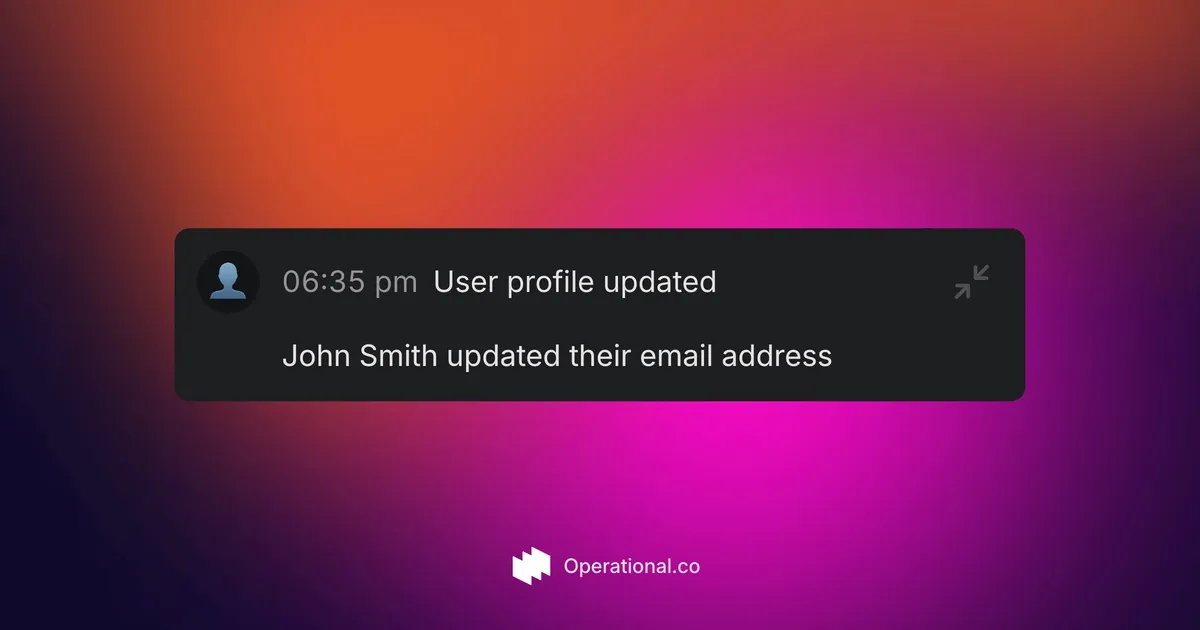 06:35 pm User profile updated
John Smith updated their email address
Operational.co